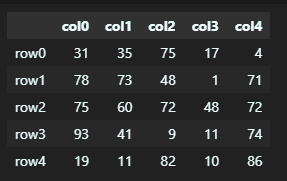 col0 col1 col2 col3 col4
row0 31 35 75 17 4
row1 78 73 48 1 71
row2 75 60 72 48 72
row3 93 41 9 11 74
row4 19 11 82 10 86